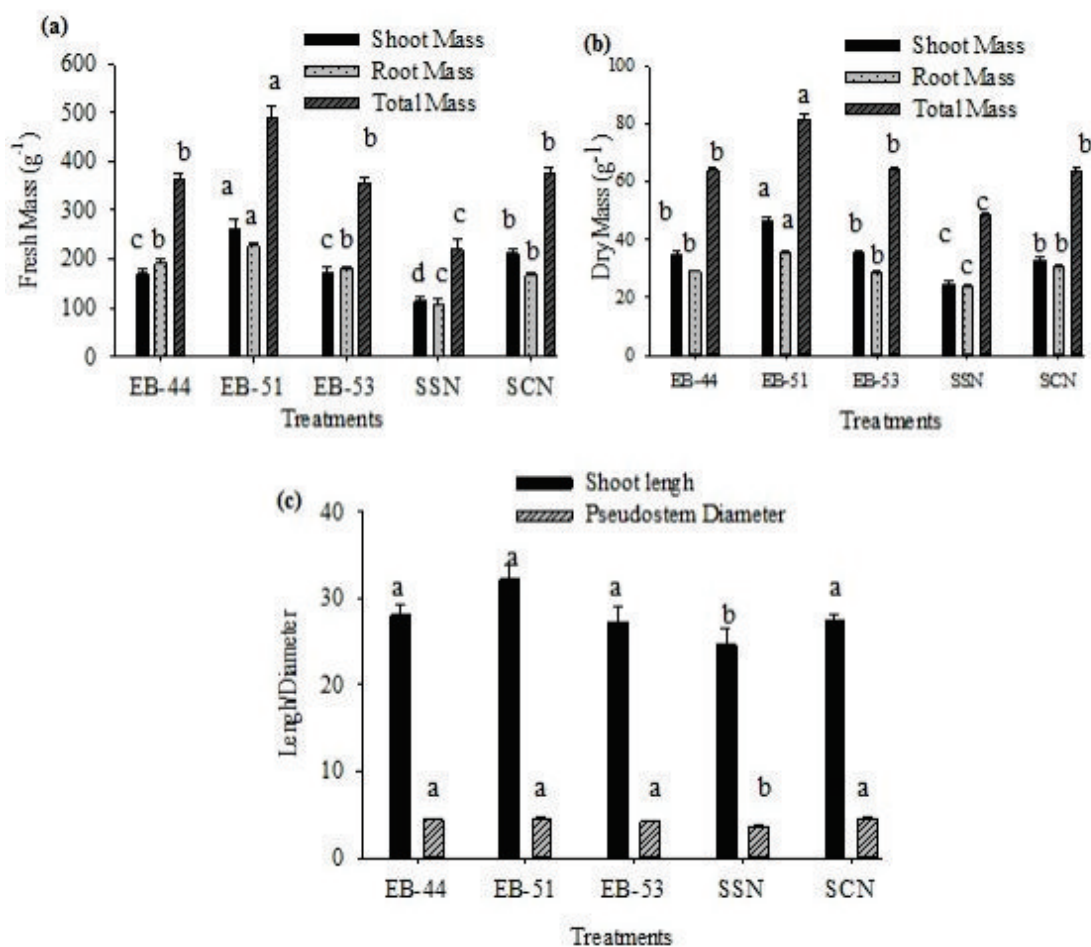 (a)
Shoot Mass
Root Mass
Total Mass
Fresh Mass (g-1)
600
500
400
300
200
100
0
c b b
a a a
c b b
d c c
b b b
EB-44 EB-51 EB-53 SSN SCN
Treatments
(b)
Shoot Mass
Root Mass
Total Mass
Dry Mass (g-1)
100
80
60
40
20
0
b b b
a a a
b b b
c c c
b b b
EB-44 EB-51 EB-53 SSN SCN
Treatments
(c)
Shoot lengh
Pseudostem Diameter
Lengh/Diameter
40
30
20
10
0
a a
a a
a a
b b
a a
EB-44 EB-51 EB-53 SSN SCN
Treatments